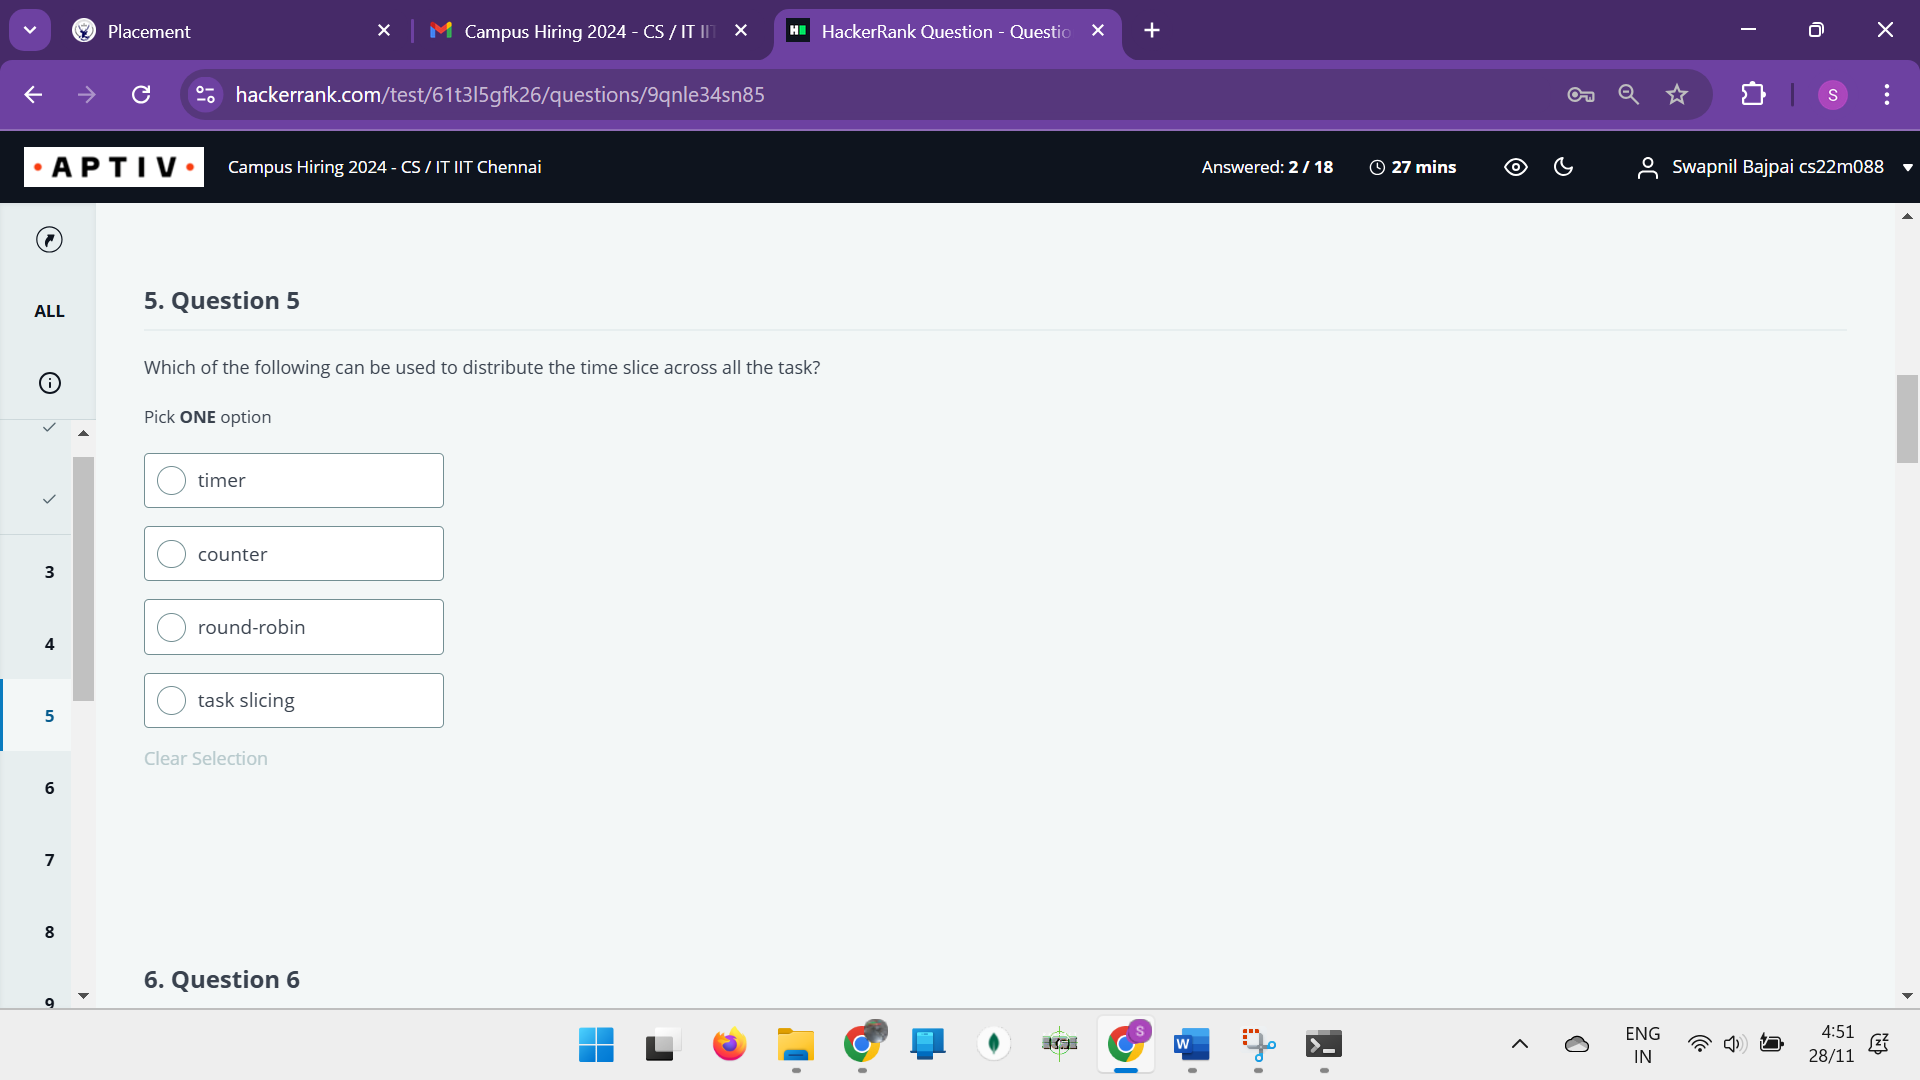 Placement
Campus Hiring 2024 - CS / IT II
HackerRank Question - Questio
hackerrank.com/test/61t3l5gfk26/questions/9qnle34sn85
S
APTIV
Campus Hiring 2024 - CS / IT IIT Chennai
Answered: 2 / 18
27 mins
Swapnil Bajpai cs22m088
ALL
3
4
5
6
7
8
9
5. Question 5
Which of the following can be used to distribute the time slice across all the task?
Pick ONE option
timer
counter
round-robin
task slicing
Clear Selection
6. Question 6
S
W
ENG
IN
4:51
28/11